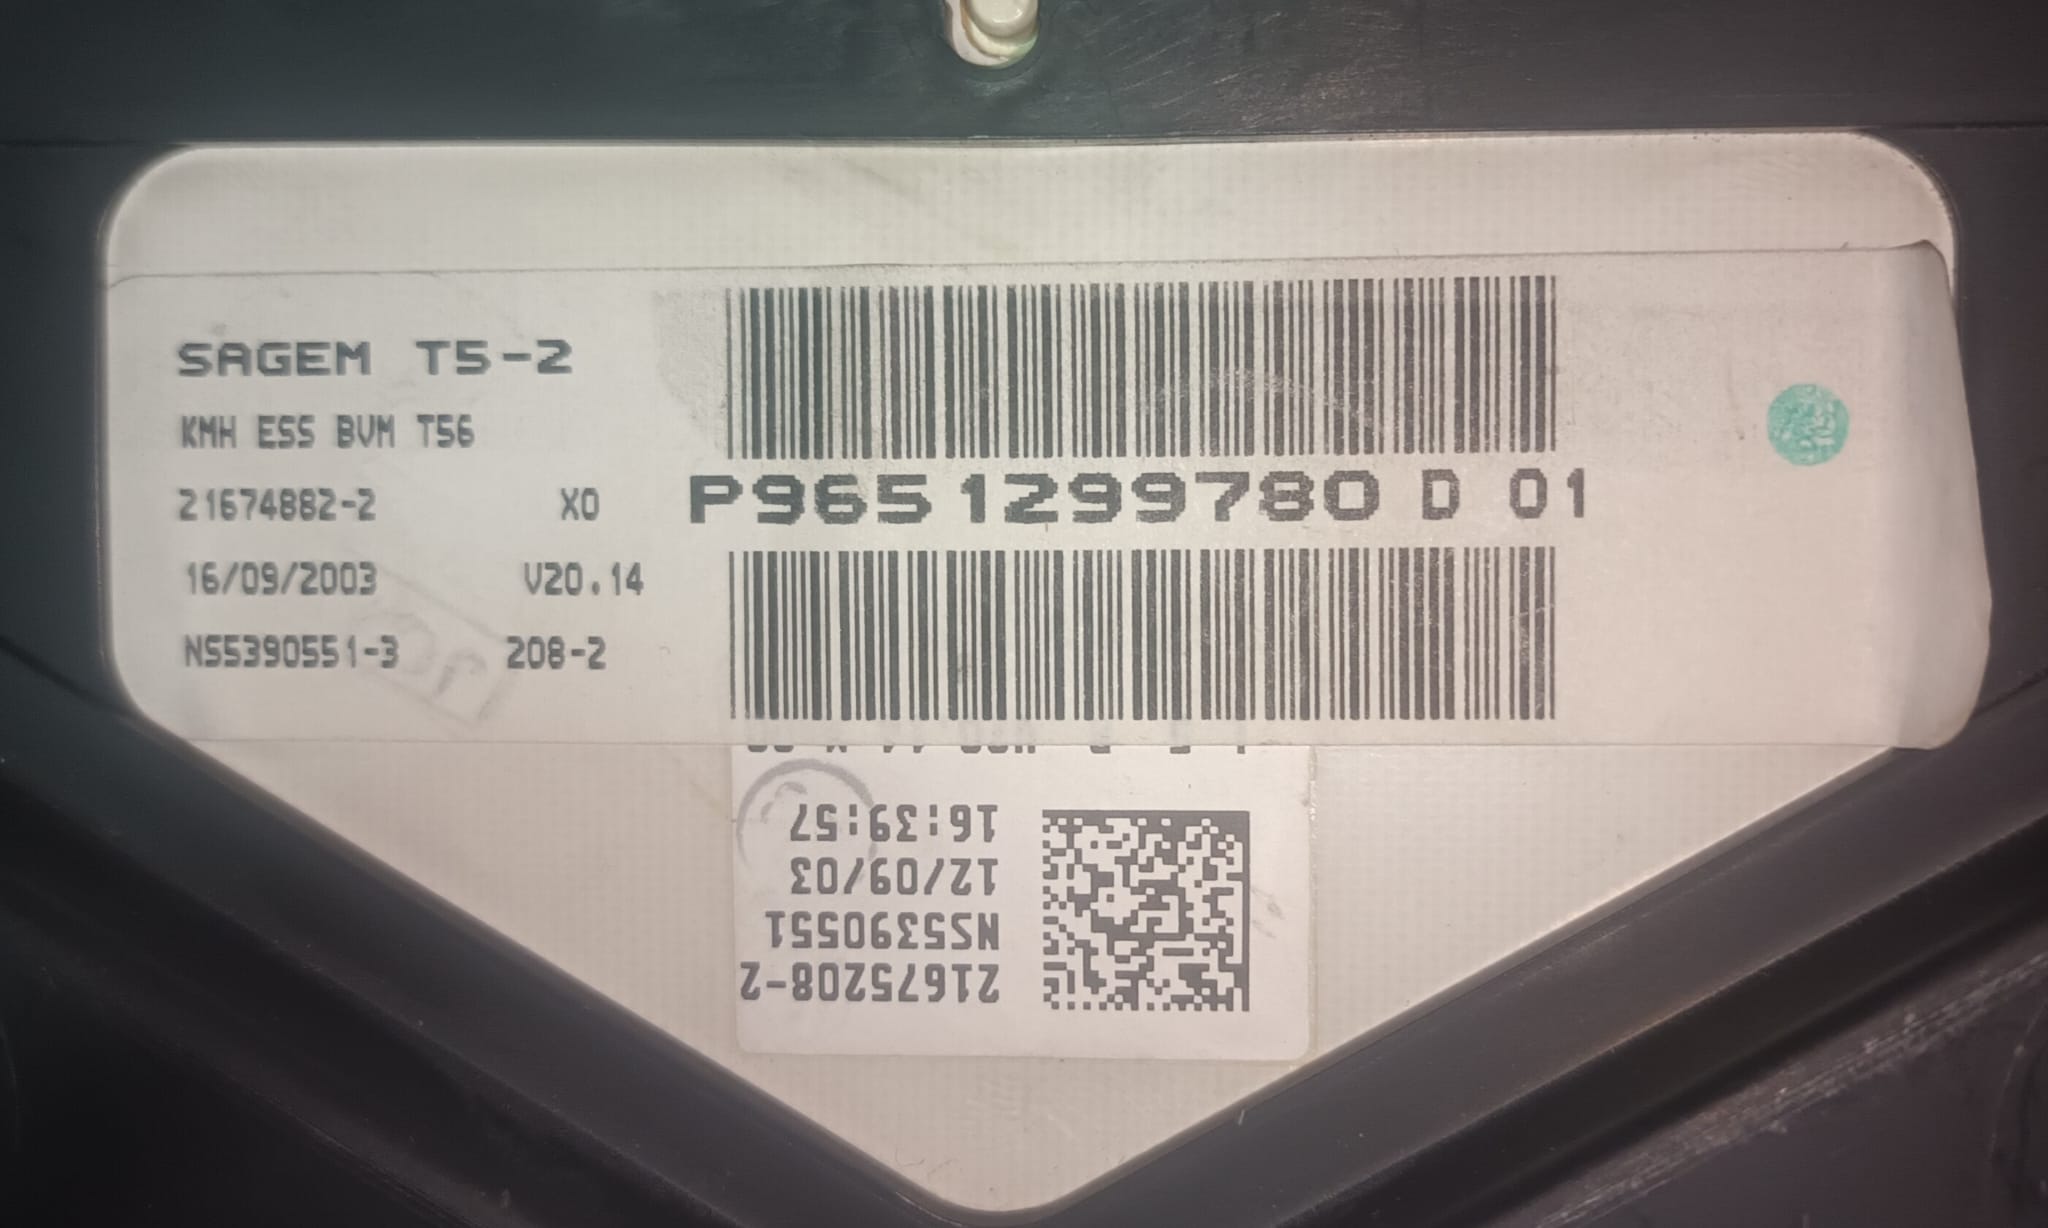 SAGEM T5-2
KMH ESS BVM T56
21674882-2 X0
16/09/2003 V20.14
NS5390551-3 208-2
P9651299780 D 01
21675208-2
NS5390551
12/09/03
16:39:57